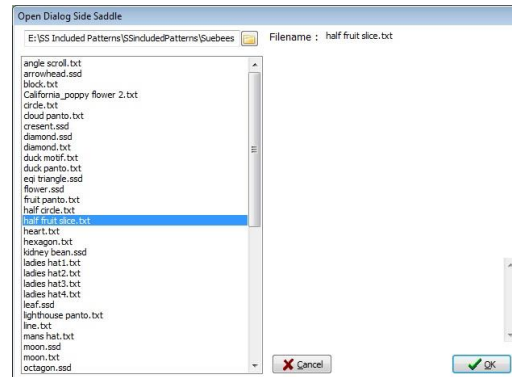 Open Dialog Side Saddle
E:\SS Included Patterns\SSincludedPatterns\Suebees
Filename : half fruit slice.txt
angle scroll.txt
arrowhead.ssd
block.txt
California_poppy flower 2.txt
circle.txt
cloud panto.txt
cresent.ssd
diamond.ssd
diamond.txt
duck motif.txt
duck panto.txt
eqi triangle.ssd
flower.ssd
fruit panto.txt
half circle.txt
half fruit slice.txt
heart.txt
hexagon.txt
kidney bean.ssd
ladies hat1.txt
ladies hat2.txt
ladies hat3.txt
ladies hat4.txt
leaf.ssd
lighthouse panto.txt
line.txt
mans hat.txt
moon.ssd
moon.txt
octagon.ssd
Cancel
OK